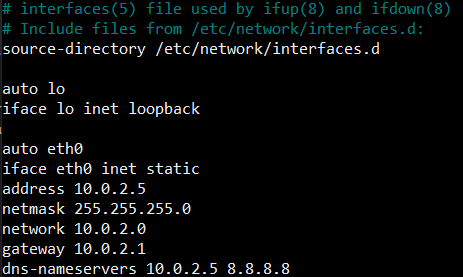 # interfaces(5) file used by ifup(8) and ifdown(8)
# Include files from /etc/network/interfaces.d:
source-directory /etc/network/interfaces.d
auto lo
iface lo inet loopback
auto eth0
iface eth0 inet static
address 10.0.2.5
netmask 255.255.255.0
network 10.0.2.0
gateway 10.0.2.1
dns-nameservers 10.0.2.5 8.8.8.8